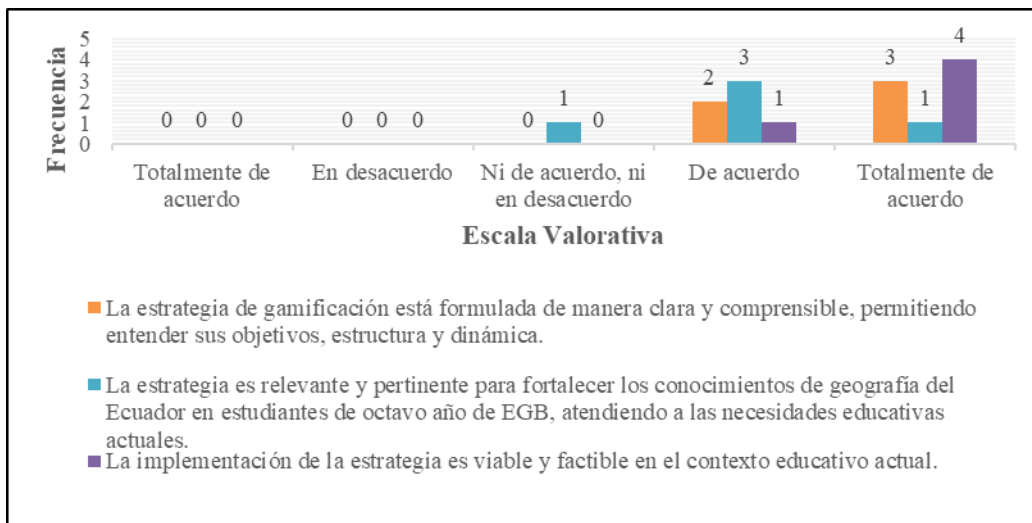 Frecuencia
5
4
3
2
1
0
0 0 0
0 0 0
0 1 0
2 3 1
3 1 4
Totalmente de acuerdo
En desacuerdo
Ni de acuerdo, ni en desacuerdo
De acuerdo
Totalmente de acuerdo
Escala Valorativa
La estrategia de gamificación está formulada de manera clara y comprensible, permitiendo
entender sus objetivos, estructura y dinámica.
La estrategia es relevante y pertinente para fortalecer los conocimientos de geografía del
Ecuador en estudiantes de octavo año de EGB, atendiendo a las necesidades educativas
actuales.
La implementación de la estrategia es viable y factible en el contexto educativo actual.